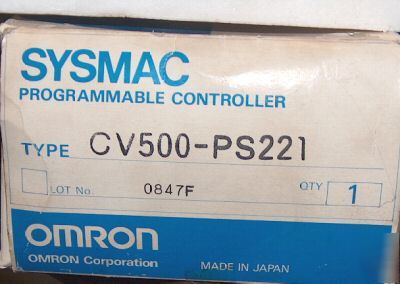 SYSMAC
PROGRAMMABLE CONTROLLER
TYPE CV500-PS221
LOT No. 0847F QTY 1
OMRON
OMRON Corporation MADE IN JAPAN